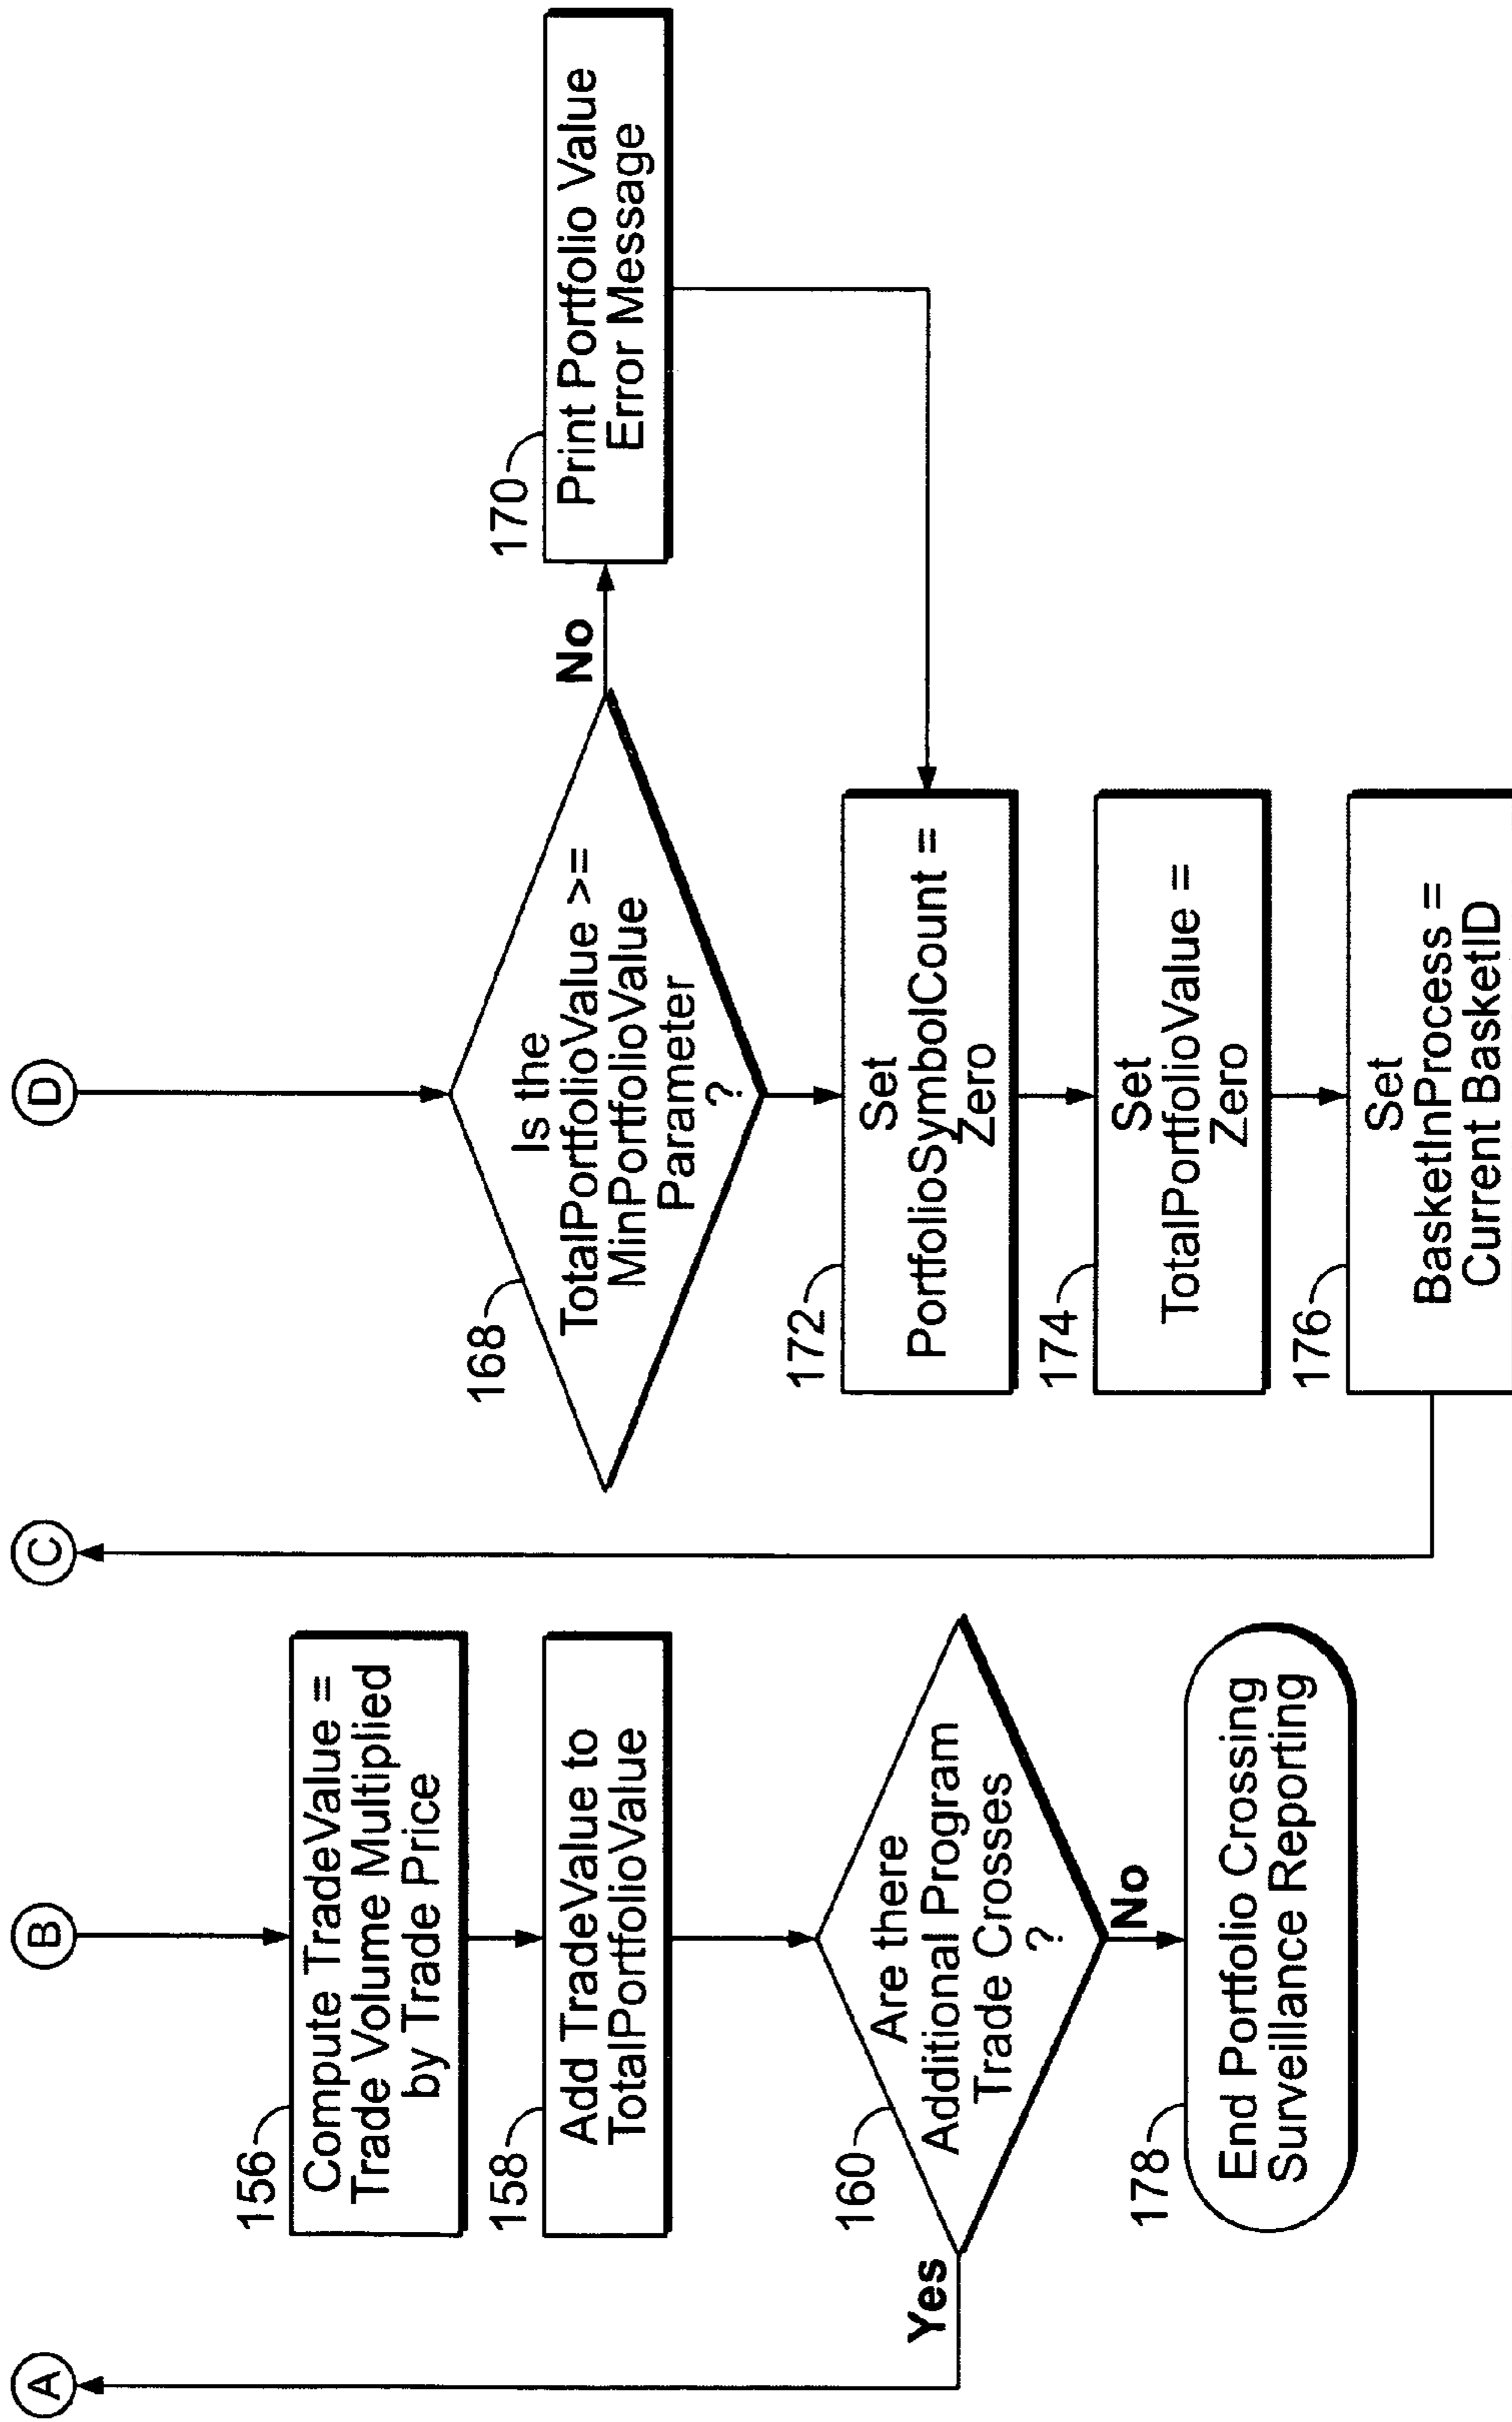 A
B
C
D
156
Compute TradeValue =
Trade Volume Multiplied
by Trade Price
158
Add TradeValue to
TotalPortfolioValue
160
Are there
Additional Program
Trade Crosses
?
Yes
No
178
End Portfolio Crossing
Surveillance Reporting
168
Is the
TotalPortfolioValue >=
MinPortfolioValue
Parameter
?
No
170
Print Portfolio Value
Error Message
172
Set
PortfolioSymbolCount =
Zero
174
Set
TotalPortfolioValue =
Zero
176
Set
BasketInProcess =
Current BasketID